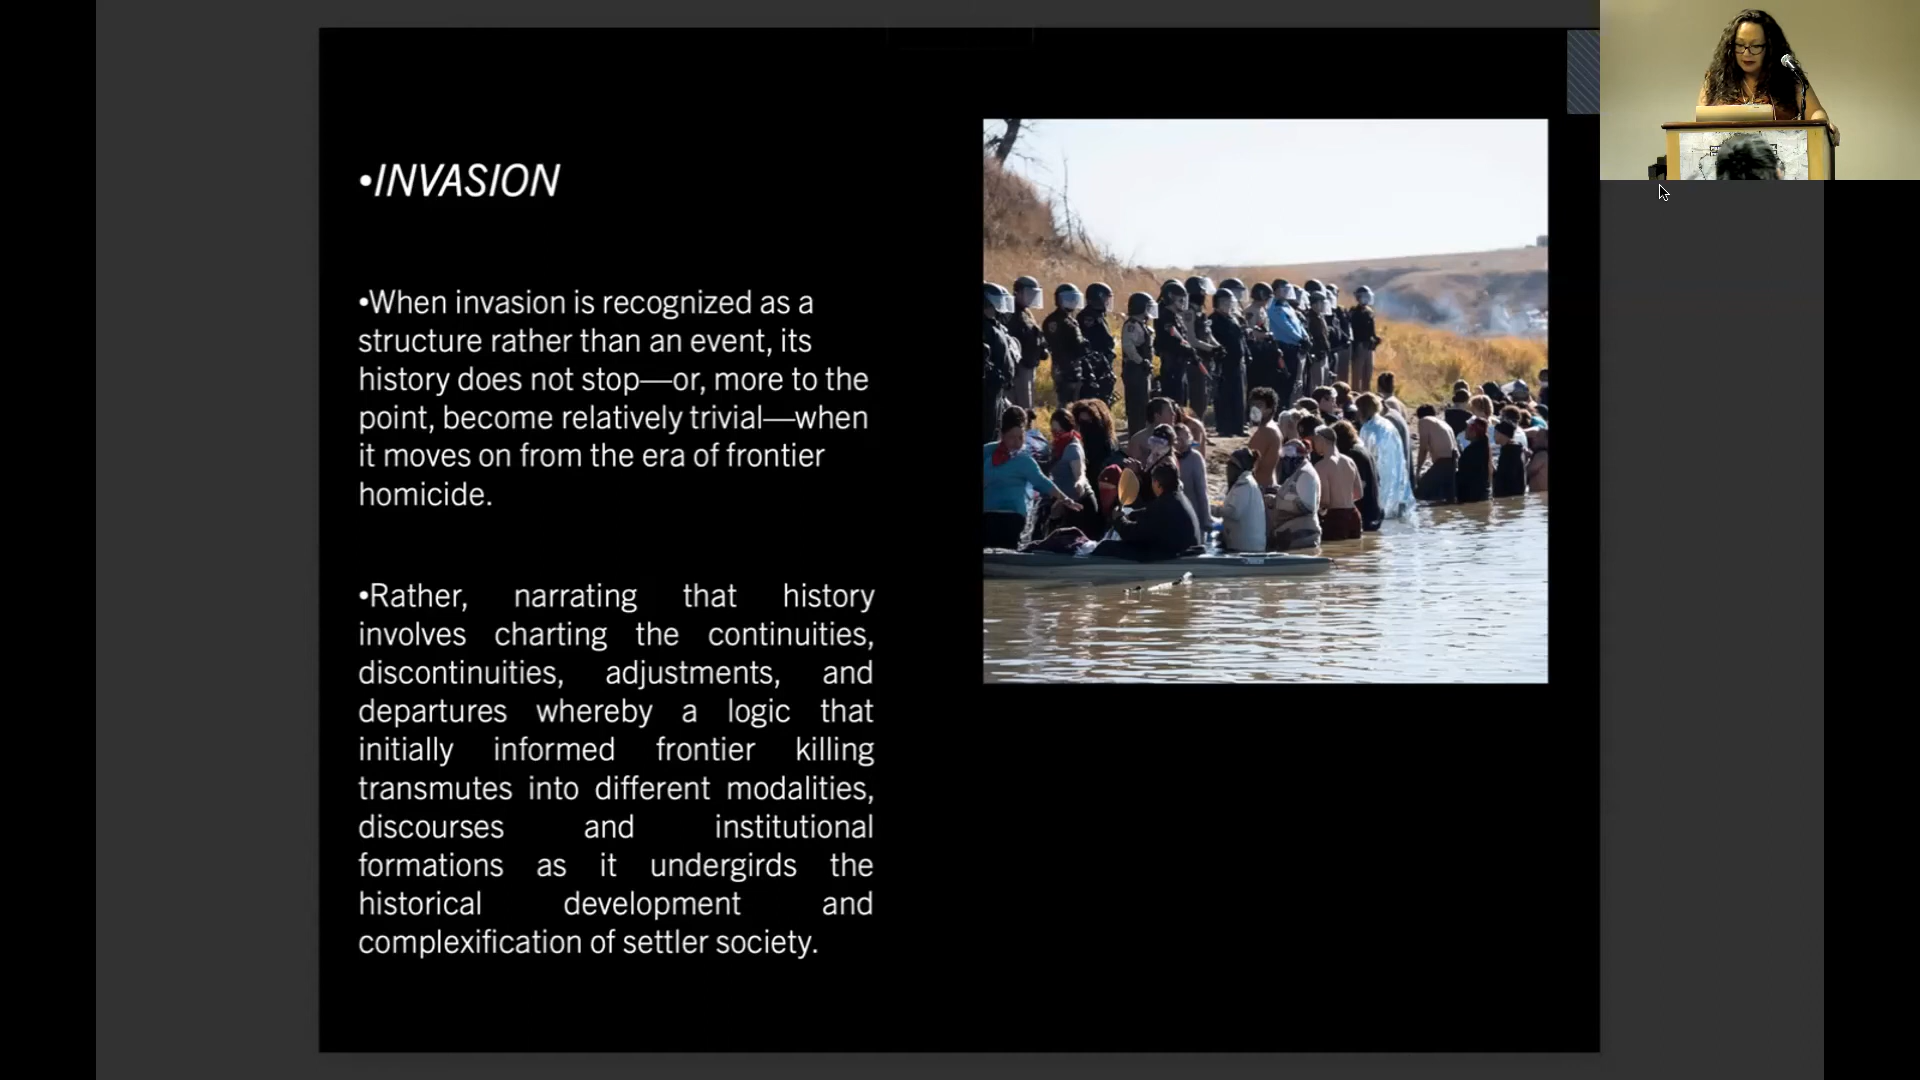 •INVASION
•When invasion is recognized as a
structure rather than an event, its
history does not stop—or, more to the
point, become relatively trivial—when
it moves on from the era of frontier
homicide.
•Rather, narrating that history
involves charting the continuities,
discontinuities, adjustments, and
departures whereby a logic that
initially informed frontier killing
transmutes into different modalities,
discourses and institutional
formations as it undergirds the
historical development and
complexification of settler society.